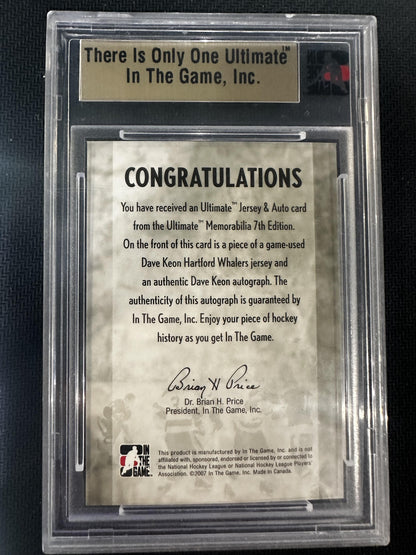 There Is Only One Ultimate™
In The Game, Inc.
CONGRATULATIONS
You have received an Ultimate™ Jersey & Auto card
from the Ultimate™ Memorabilia 7th Edition.
On the front of this card is a piece of game-used
Dave Keon Hartford Whalers jersey and
an authentic Dave Keon autograph. The
authenticity of this autograph is guaranteed by
In The Game, Inc. Enjoy your piece of hockey
history as you get In The Game.
Brian H Price
Dr. Brian H. Price
President, In The Game, Inc.
IN
THE
GAME
This product is manufactured by In The Game, Inc. and is not
affiliated with, sponsored, endorsed or licensed by or connected to
the National Hockey League or National Hockey League Players'
Association. ©2007 In The Game, Inc. Made in Canada.